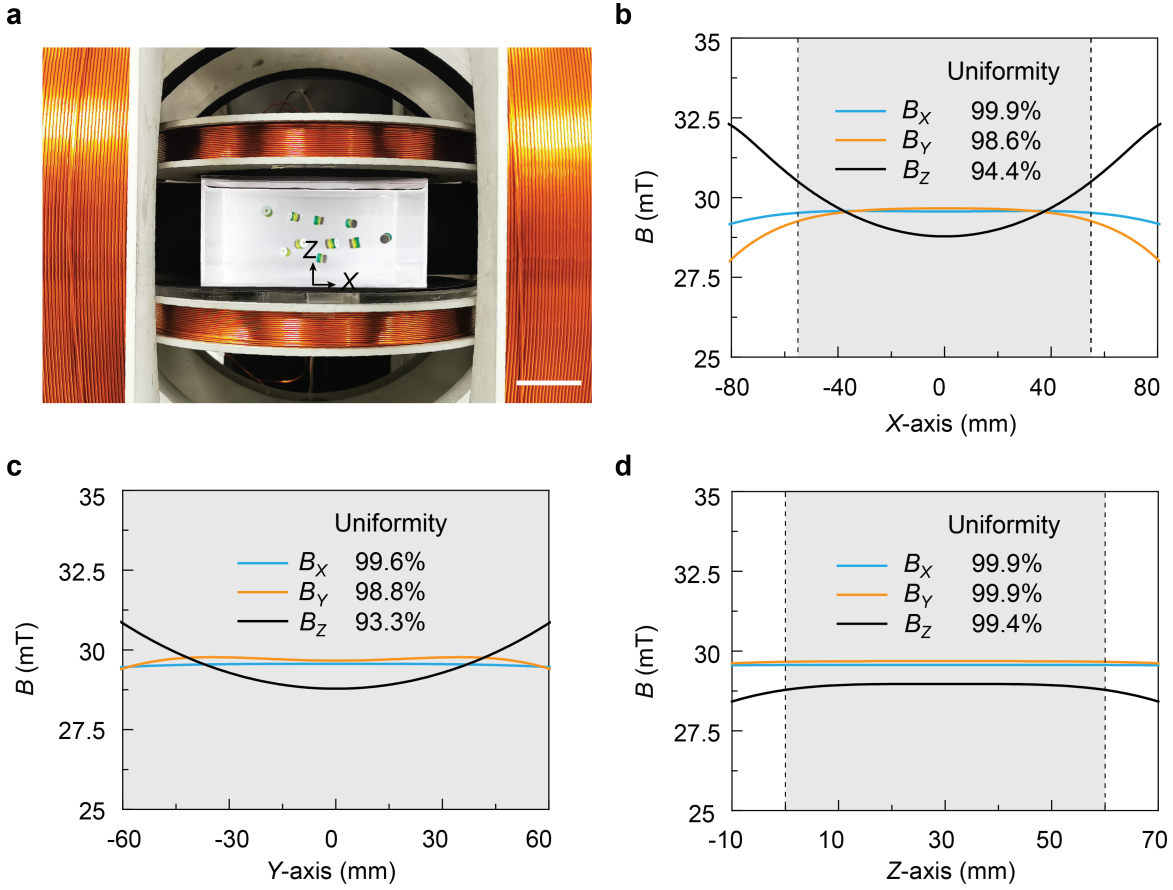 a
Z
X
b
35
32.5
30
27.5
25
B (mT)
Uniformity
B_X 99.9%
B_Y 98.6%
B_Z 94.4%
-80 -40 0 40 80
X-axis (mm)
c
35
32.5
30
27.5
25
B (mT)
Uniformity
B_X 99.6%
B_Y 98.8%
B_Z 93.3%
-60 -30 0 30 60
Y-axis (mm)
d
35
32.5
30
27.5
25
B (mT)
Uniformity
B_X 99.9%
B_Y 99.9%
B_Z 99.4%
-10 10 30 50 70
Z-axis (mm)